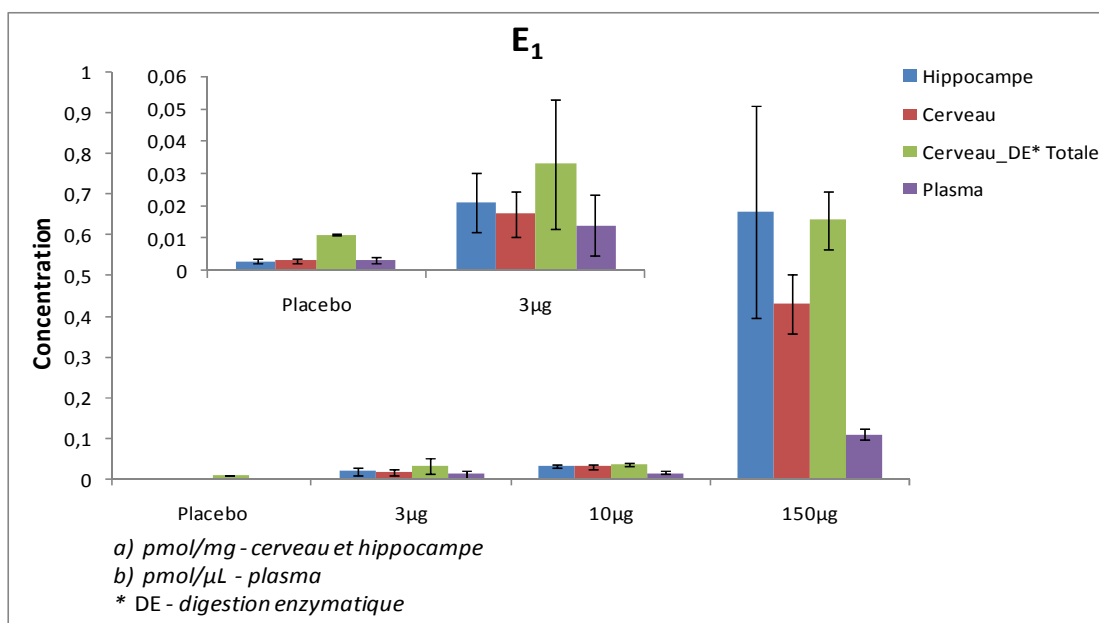 E1
Concentration
1
0,9
0,8
0,7
0,6
0,5
0,4
0,3
0,2
0,1
0
0,06
0,05
0,04
0,03
0,02
0,01
0
Placebo 3µg
Hippocampe
Cerveau
Cerveau_DE* Totale
Plasma
Placebo 3µg 10µg 150µg
a) pmol/mg - cerveau et hippocampe
b) pmol/µL - plasma
* DE - digestion enzymatique